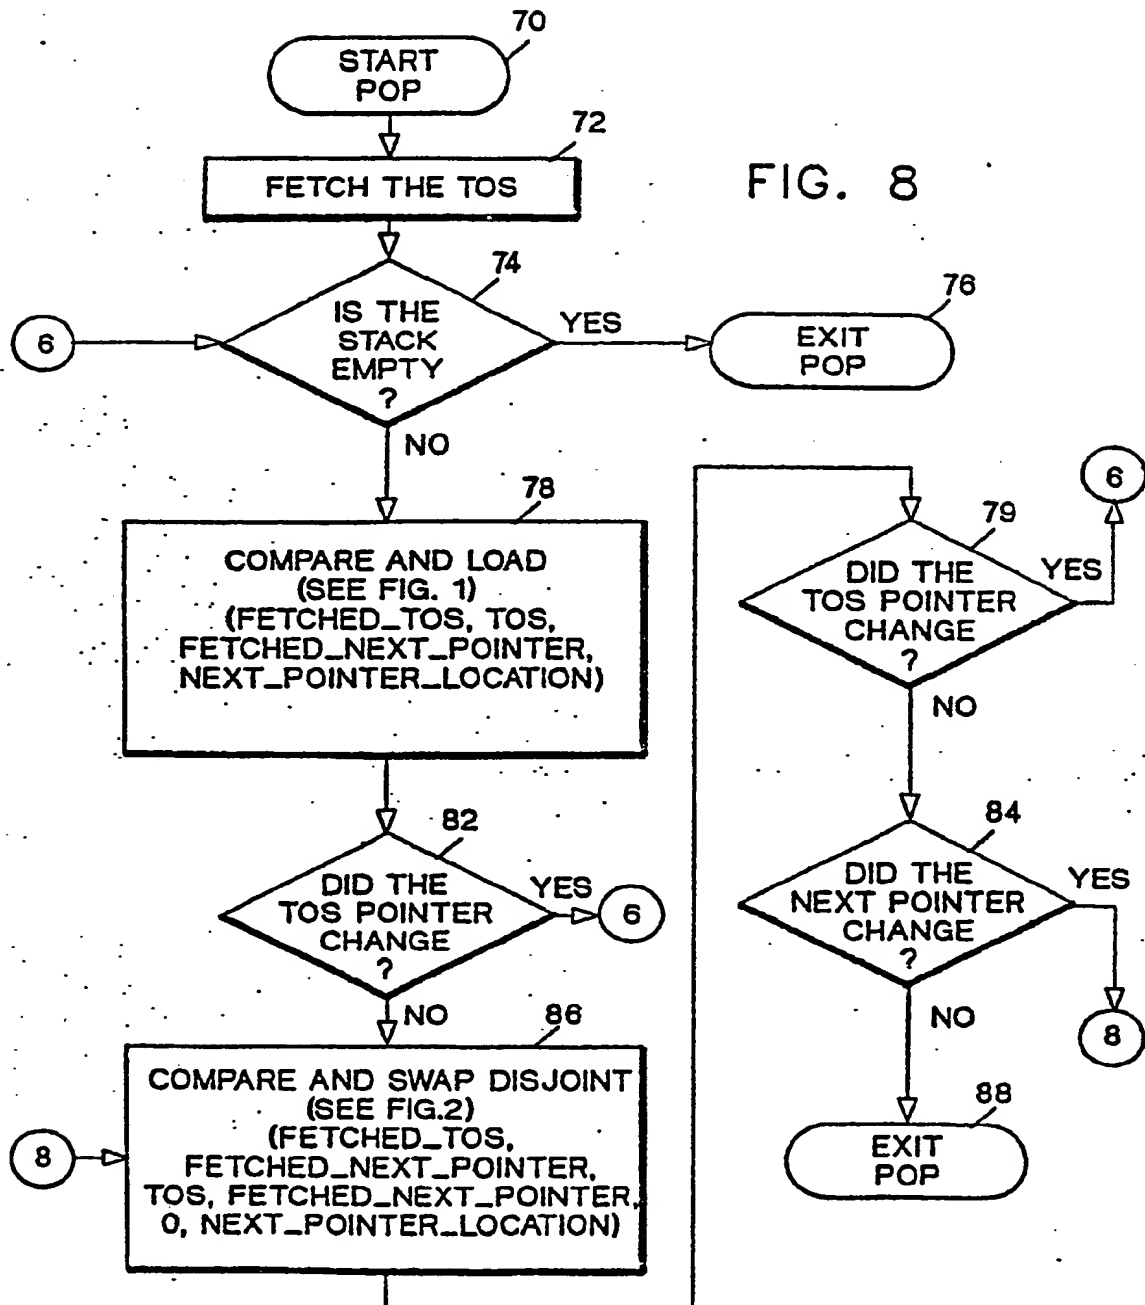 70
START
POP
72
FETCH THE TOS
FIG. 8
74
IS THE
STACK
EMPTY
?
6
YES
76
EXIT
POP
NO
78
COMPARE AND LOAD
(SEE FIG. 1)
(FETCHED_TOS, TOS,
FETCHED_NEXT_POINTER,
NEXT_POINTER_LOCATION)
82
DID THE
TOS POINTER
CHANGE
?
YES
6
NO
86
COMPARE AND SWAP DISJOINT
(SEE FIG.2)
(FETCHED_TOS,
FETCHED_NEXT_POINTER,
TOS, FETCHED_NEXT_POINTER,
0, NEXT_POINTER_LOCATION)
8
6
79
DID THE
TOS POINTER
CHANGE
?
YES
NO
84
DID THE
NEXT POINTER
CHANGE
?
YES
8
NO
88
EXIT
POP